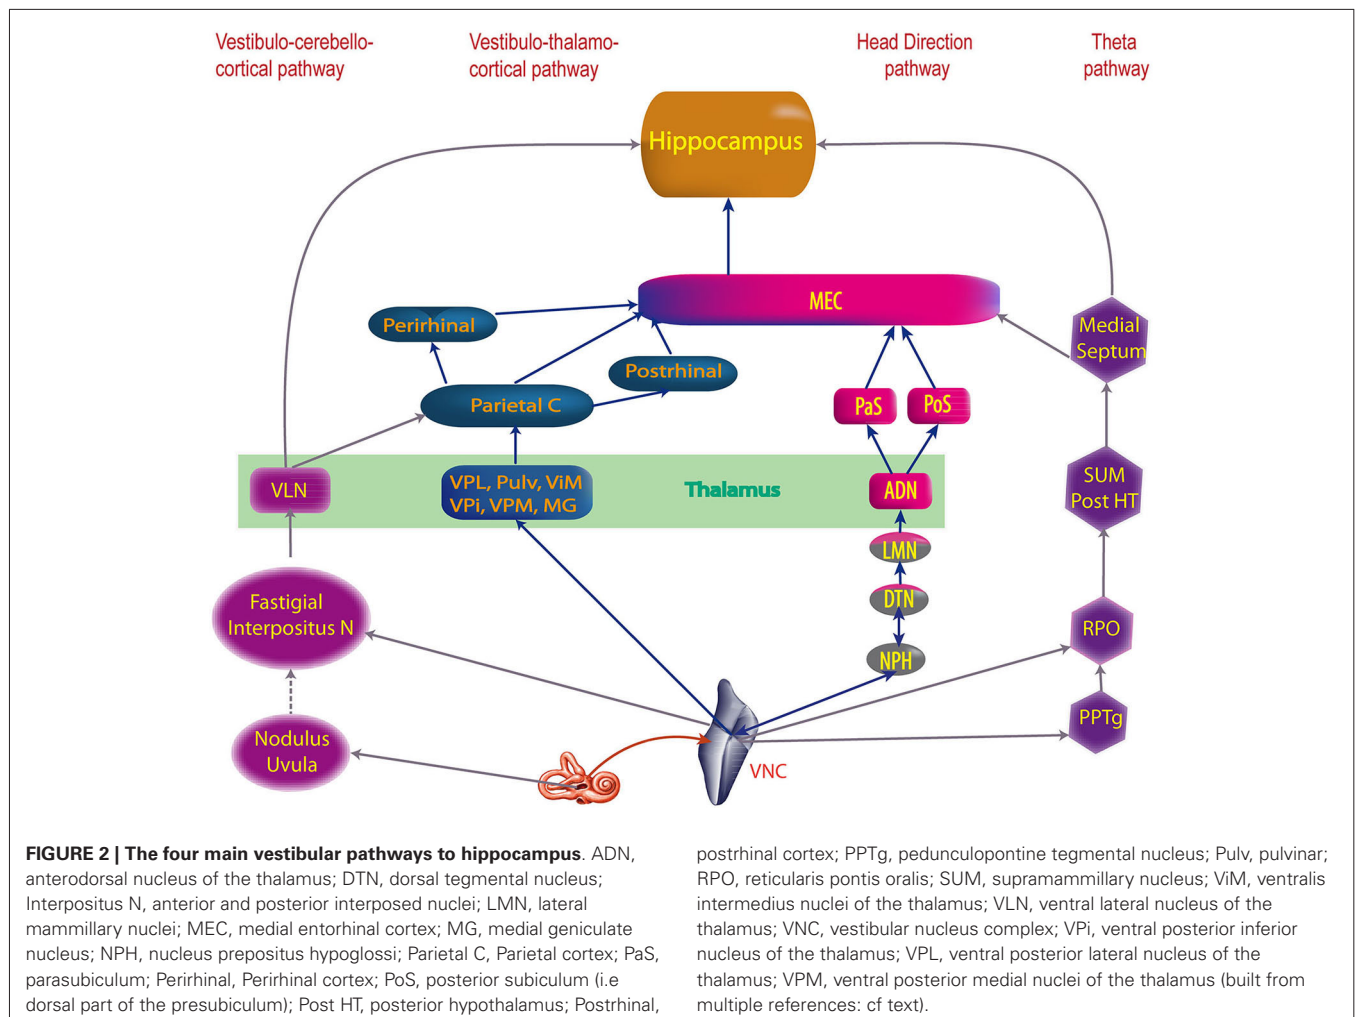 Vestibulo-cerebello-
cortical pathway
Vestibulo-thalamo-
cortical pathway
Head Direction
pathway
Theta
pathway
Hippocampus
MEC
Perirhinal
Medial
Septum
Postrhinal
Parietal C
PaS
PoS
VLN
VPL, Pulv, ViM
VPi, VPM, MG
Thalamus
ADN
SUM
Post HT
LMN
DTN
Fastigial
Interpositus N
RPO
NPH
PPTg
Nodulus
Uvula
VNC
FIGURE 2 | The four main vestibular pathways to hippocampus. ADN,
anterodorsal nucleus of the thalamus; DTN, dorsal tegmental nucleus;
Interpositus N, anterior and posterior interposed nuclei; LMN, lateral
mammillary nuclei; MEC, medial entorhinal cortex; MG, medial geniculate
nucleus; NPH, nucleus prepositus hypoglossi; Parietal C, Parietal cortex; PaS,
parasubiculum; Perirhinal, Perirhinal cortex; PoS, posterior subiculum (i.e
dorsal part of the presubiculum); Post HT, posterior hypothalamus; Postrhinal,
postrhinal cortex; PPTg, pedunculopontine tegmental nucleus; Pulv, pulvinar;
RPO, reticularis pontis oralis; SUM, supramammillary nucleus; ViM, ventralis
intermedius nuclei of the thalamus; VLN, ventral lateral nucleus of the
thalamus; VNC, vestibular nucleus complex; VPi, ventral posterior inferior
nucleus of the thalamus; VPL, ventral posterior lateral nucleus of the
thalamus; VPM, ventral posterior medial nuclei of the thalamus (built from
multiple references: cf text).